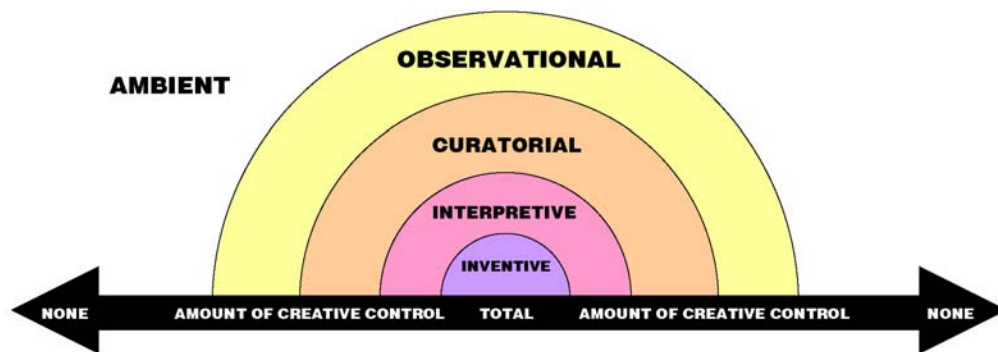 OBSERVATIONAL
AMBIENT
CURATORIAL
INTERPRETIVE
INVENTIVE
NONE AMOUNT OF CREATIVE CONTROL TOTAL AMOUNT OF CREATIVE CONTROL NONE